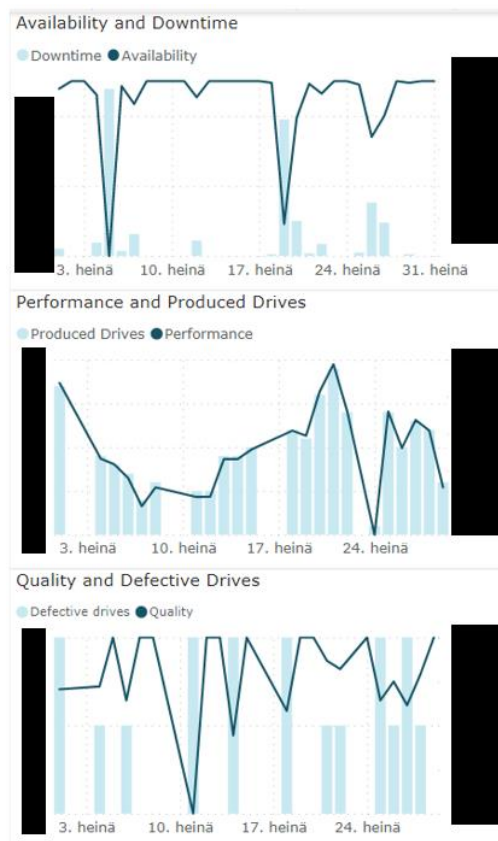 Availability and Downtime
Downtime Availability
3. heinä 10. heinä 17. heinä 24. heinä 31. heinä
Performance and Produced Drives
Produced Drives Performance
3. heinä 10. heinä 17. heinä 24. heinä
Quality and Defective Drives
Defective drives Quality
3. heinä 10. heinä 17. heinä 24. heinä